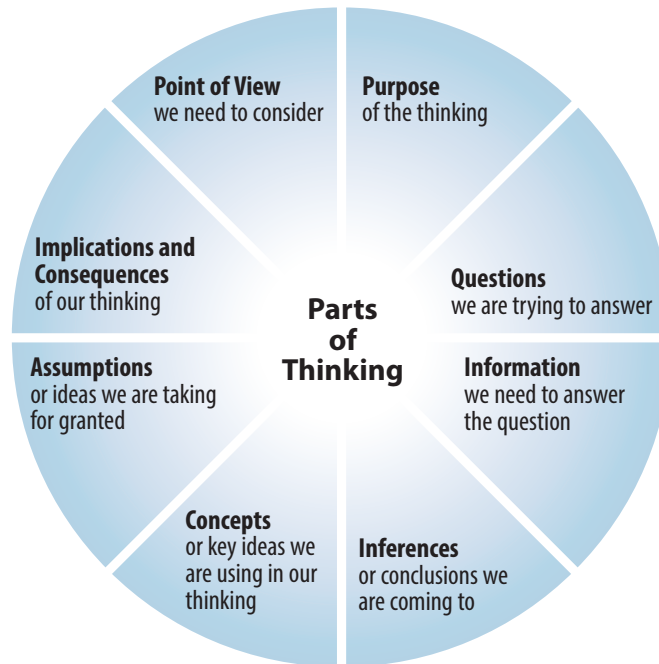 Point of View
we need to consider
Purpose
of the thinking
Implications and
Consequences
of our thinking
Questions
we are trying to answer
Parts
of
Thinking
Assumptions
or ideas we are taking
for granted
Information
we need to answer
the question
Concepts
or key ideas we
are using in our
thinking
Inferences
or conclusions we
are coming to